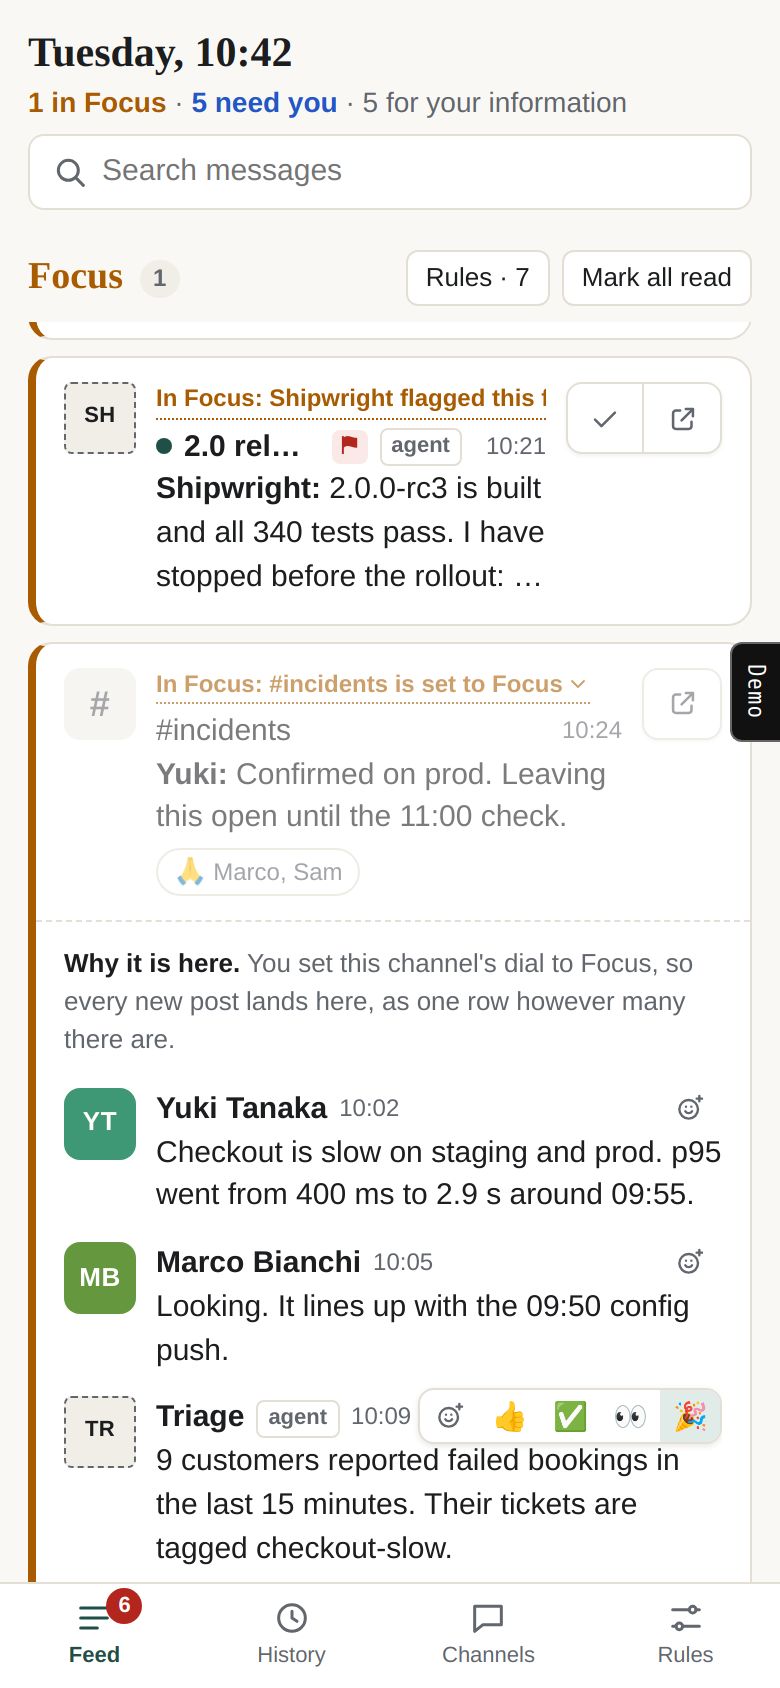 Tuesday, 10:42
1 in Focus · 5 need you · 5 for your information
Search messages
Focus 1
Rules · 7
Mark all read
SH
In Focus: Shipwright flagged this
2.0 rel… agent 10:21
Shipwright: 2.0.0-rc3 is built
and all 340 tests pass. I have
stopped before the rollout: …
Demo
#
In Focus: #incidents is set to Focus
#incidents 10:24
Yuki: Confirmed on prod. Leaving
this open until the 11:00 check.
🙏 Marco, Sam
Why it is here. You set this channel's dial to Focus, so
every new post lands here, as one row however many
there are.
YT
Yuki Tanaka 10:02
Checkout is slow on staging and prod. p95
went from 400 ms to 2.9 s around 09:55.
MB
Marco Bianchi 10:05
Looking. It lines up with the 09:50 config
push.
TR
Triage agent 10:09
9 customers reported failed bookings in
the last 15 minutes. Their tickets are
tagged checkout-slow.
6
Feed
History
Channels
Rules